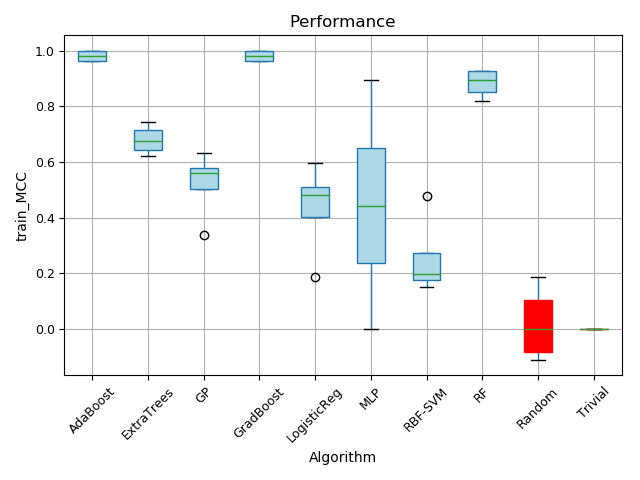 Performance
1.0
0.8
0.6
0.4
0.2
0.0
train_MCC
AdaBoost
ExtraTrees
GP
GradBoost
LogisticReg
MLP
RBF-SVM
RF
Random
Trivial
Algorithm